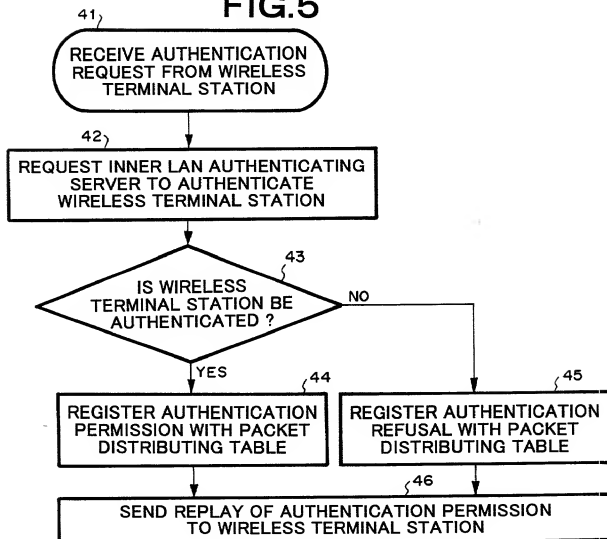 FIG.5
41
RECEIVE AUTHENTICATION
REQUEST FROM WIRELESS
TERMINAL STATION
42
REQUEST INNER LAN AUTHENTICATING
SERVER TO AUTHENTICATE
WIRELESS TERMINAL STATION
43
IS WIRELESS
TERMINAL STATION BE
AUTHENTICATED ?
NO
YES
44
REGISTER AUTHENTICATION
PERMISSION WITH PACKET
DISTRIBUTING TABLE
45
REGISTER AUTHENTICATION
REFUSAL WITH PACKET
DISTRIBUTING TABLE
46
SEND REPLAY OF AUTHENTICATION PERMISSION
TO WIRELESS TERMINAL STATION